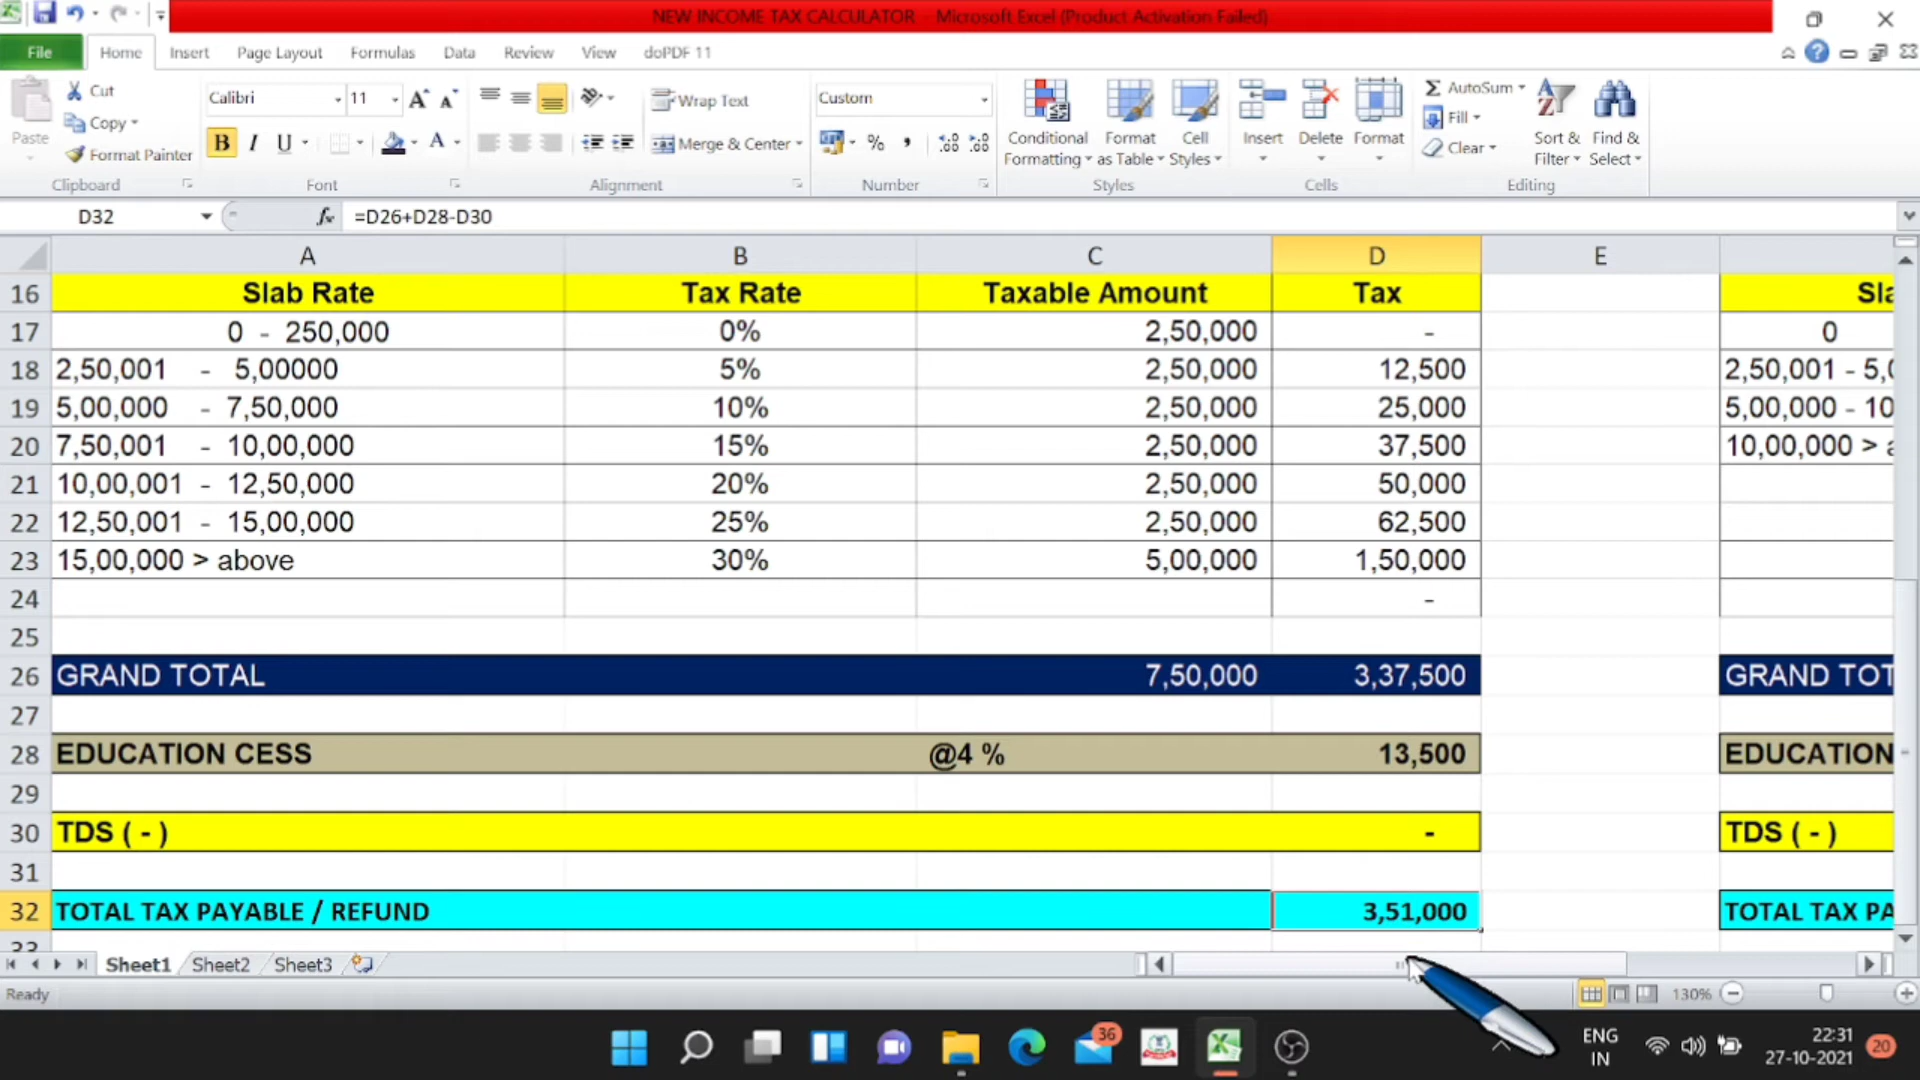 NEW INCOME TAX CALCULATOR - Microsoft Excel (Product Activation Failed)
File Home Insert Page Layout Formulas Data Review View doPDF 11
Cut
Copy
Format Painter
Paste
Clipboard
Calibri 11
B I U
Font
Wrap Text
Merge & Center
Alignment
Custom
% ,
Number
Conditional Formatting
Format as Table
Cell Styles
Styles
Insert Delete Format
Cells
Σ AutoSum
Fill
Clear
Sort & Filter
Find & Select
Editing
D32 fx =D26+D28-D30
A B C D E
16 Slab Rate Tax Rate Taxable Amount Tax
17 0 - 250,000 0% 2,50,000 - 0
18 2,50,001 - 5,00000 5% 2,50,000 12,500 2,50,001 - 5,0
19 5,00,000 - 7,50,000 10% 2,50,000 25,000 5,00,000 - 10
20 7,50,001 - 10,00,000 15% 2,50,000 37,500 10,00,000 >
21 10,00,001 - 12,50,000 20% 2,50,000 50,000
22 12,50,001 - 15,00,000 25% 2,50,000 62,500
23 15,00,000 > above 30% 5,00,000 1,50,000
24 -
25
26 GRAND TOTAL 7,50,000 3,37,500 GRAND TOT
27
28 EDUCATION CESS @4 % 13,500 EDUCATION
29
30 TDS ( - ) - TDS ( - )
31
32 TOTAL TAX PAYABLE / REFUND 3,51,000 TOTAL TAX PA
33
Sheet1 Sheet2 Sheet3
Ready 130%
36
ENG
IN
22:31
27-10-2021
20